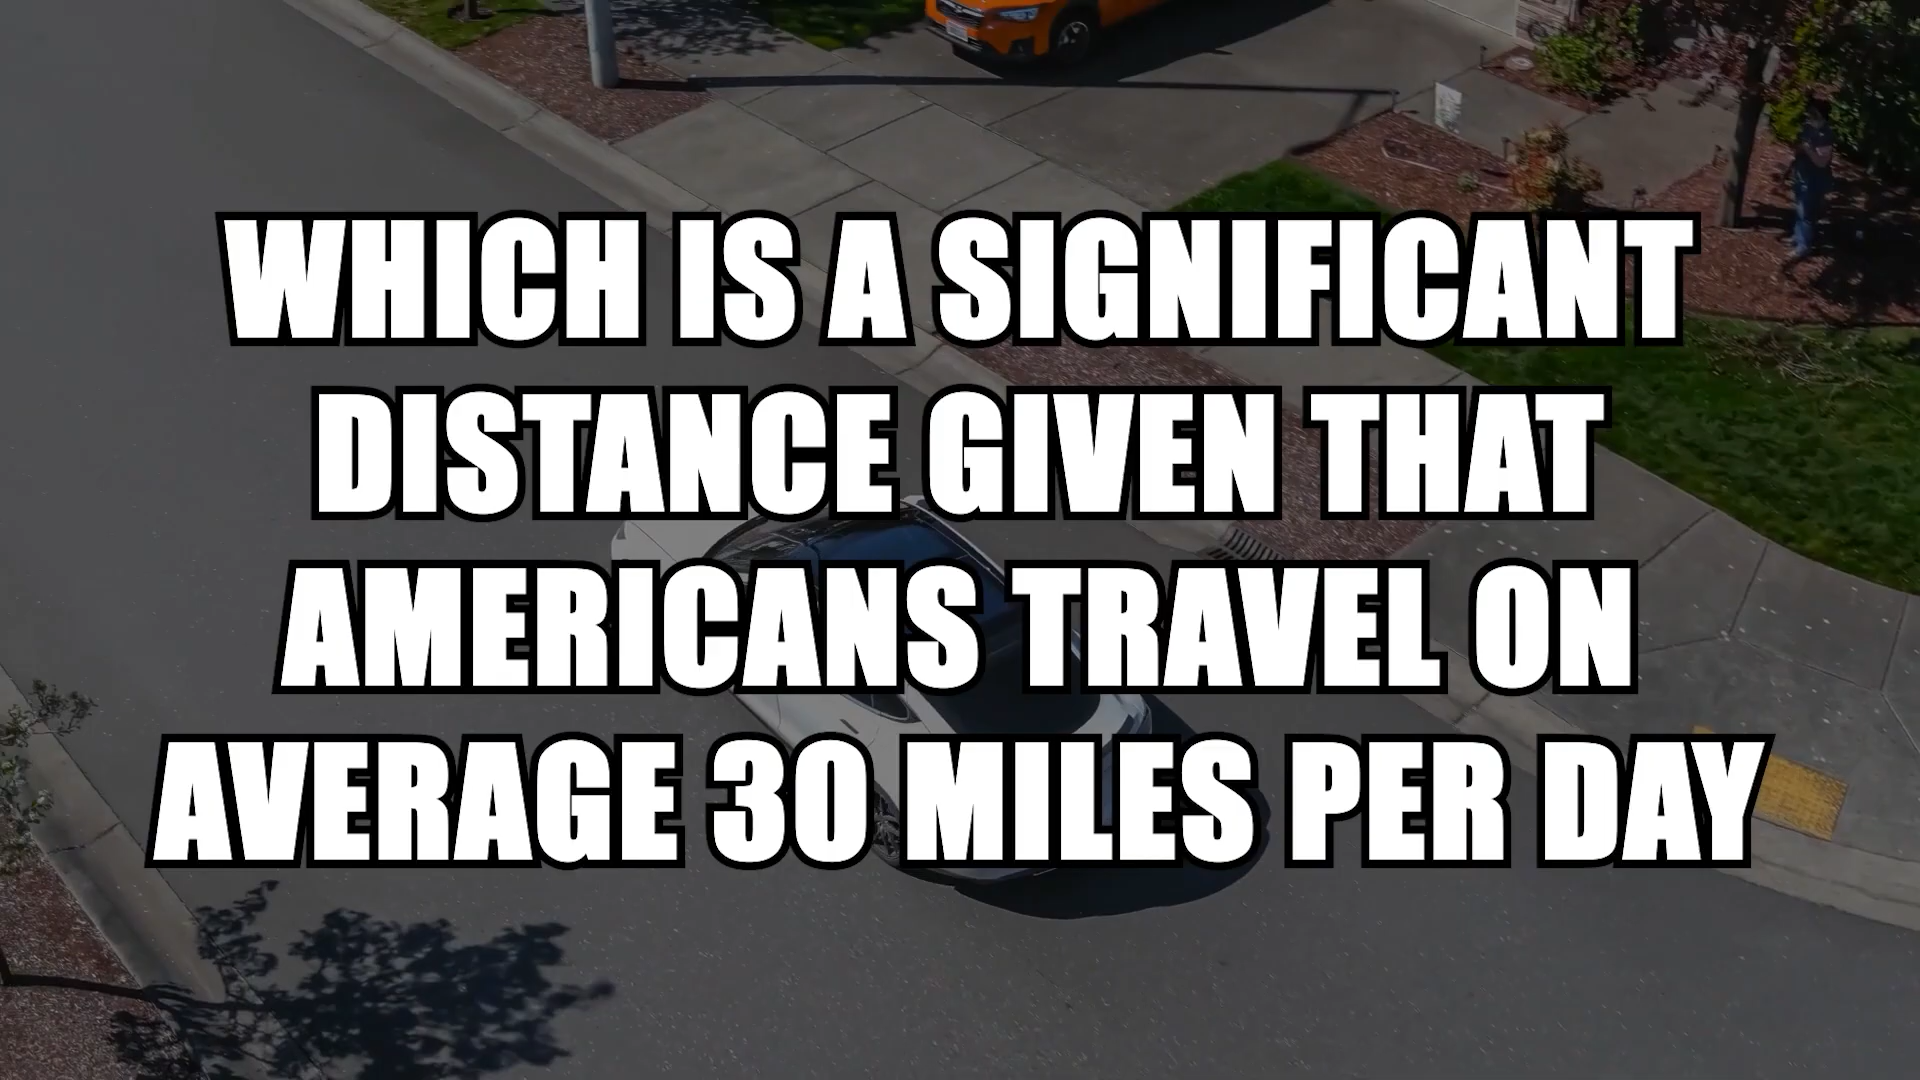 WHICH IS A SIGNIFICANT
DISTANCE GIVEN THAT
AMERICANS TRAVEL ON
AVERAGE 30 MILES PER DAY